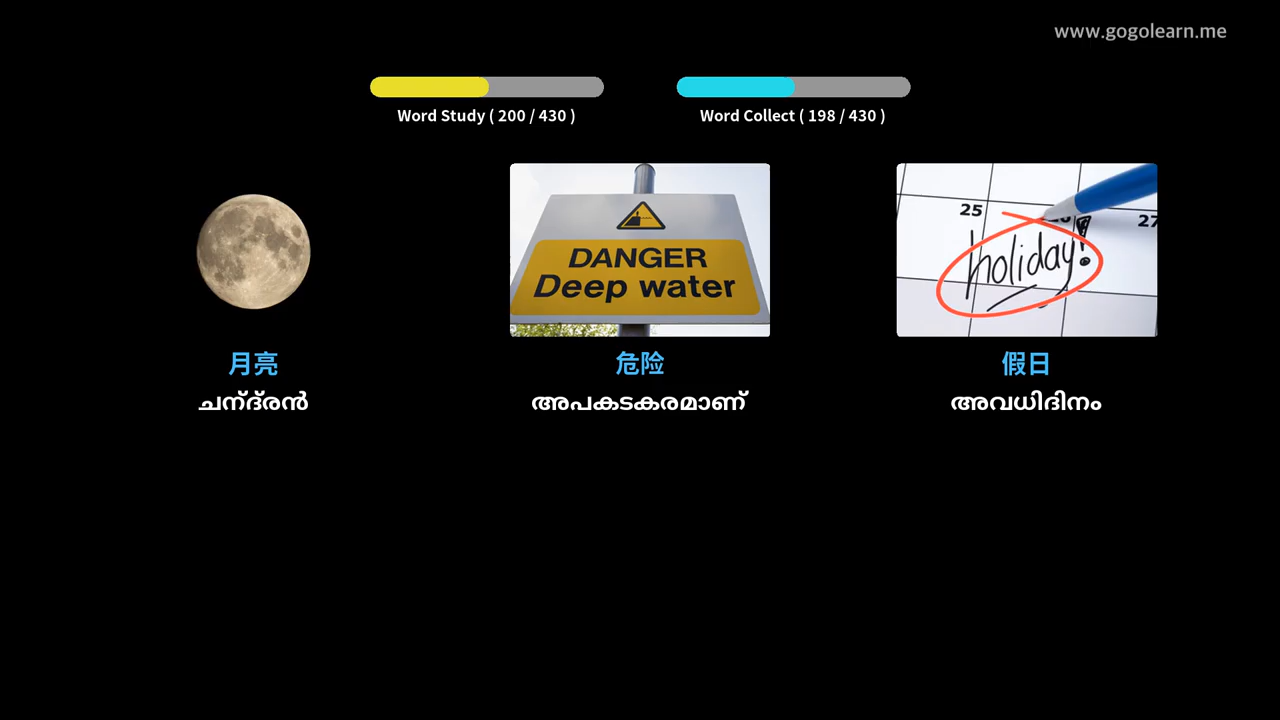 www.gogolearn.me
Word Study ( 200 / 430 )
Word Collect ( 198 / 430 )
DANGER
Deep water
25
27
holiday!
月亮
危险
假日
ചന്ദ്രൻ
അപകടകരമാണ്
അവധിദിനം